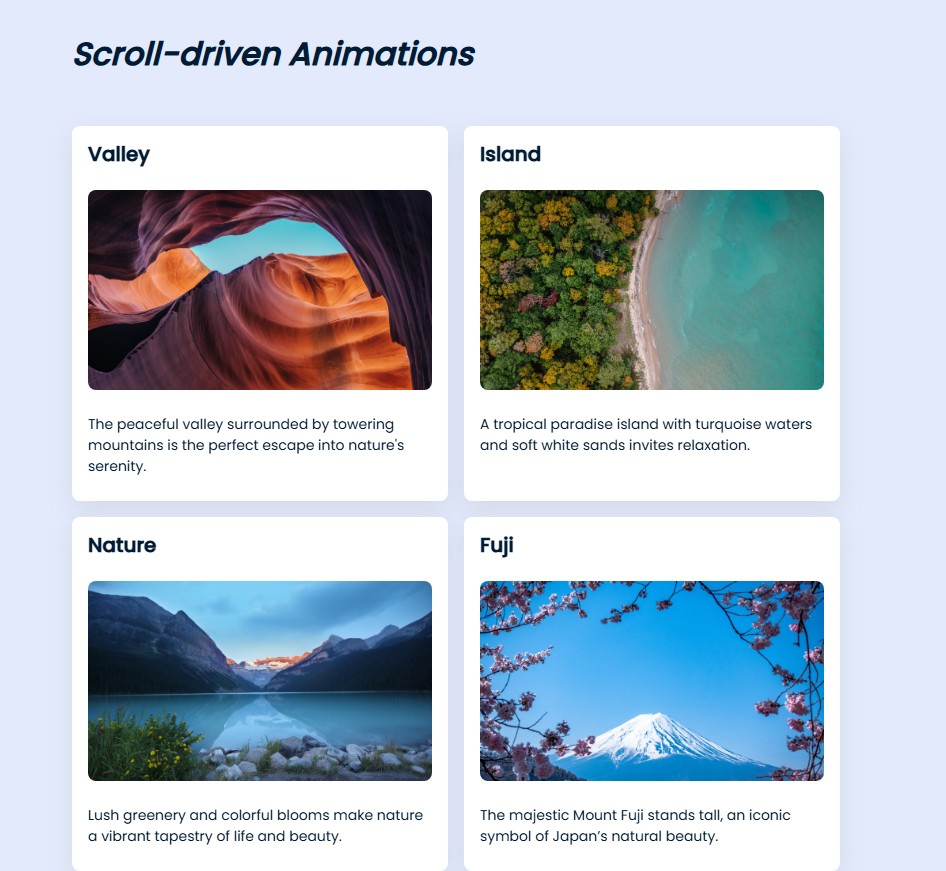 Scroll-driven Animations
Valley
The peaceful valley surrounded by towering
mountains is the perfect escape into nature's
serenity.
Island
A tropical paradise island with turquoise waters
and soft white sands invites relaxation.
Nature
Lush greenery and colorful blooms make nature
a vibrant tapestry of life and beauty.
Fuji
The majestic Mount Fuji stands tall, an iconic
symbol of Japan’s natural beauty.